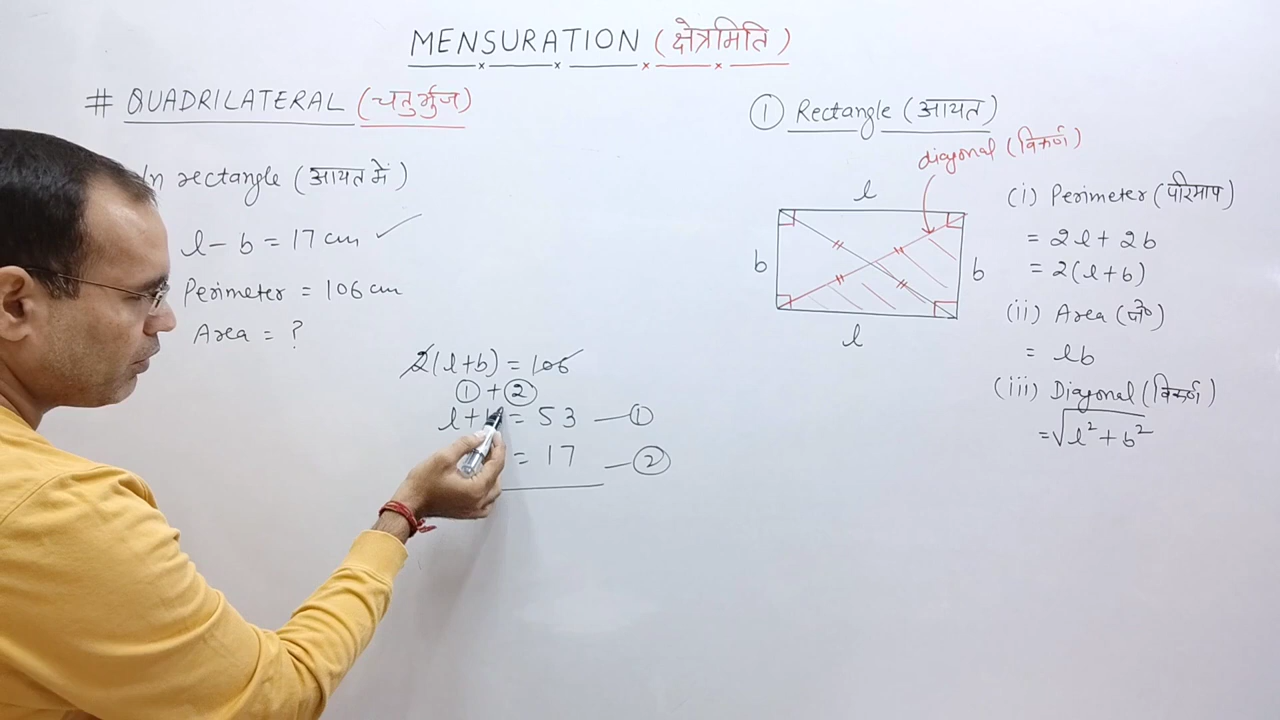 MENSURATION (क्षेत्रमिति)
# QUADRILATERAL (चतुर्भुज)
In rectangle (आयत में)
l - b = 17 cm ✓
Perimeter = 106 cm
Area = ?
2(l+b) = 106
① + ②
l + = 53 — ①
= 17 — ②
① Rectangle (आयत)
diagonal (विकर्ण)
l
b
b
l
(i) Perimeter (परिमाप)
= 2l + 2b
= 2(l+b)
(ii) Area (क्षे०)
= lb
(iii) Diagonal (विकर्ण)
= √l² + b²